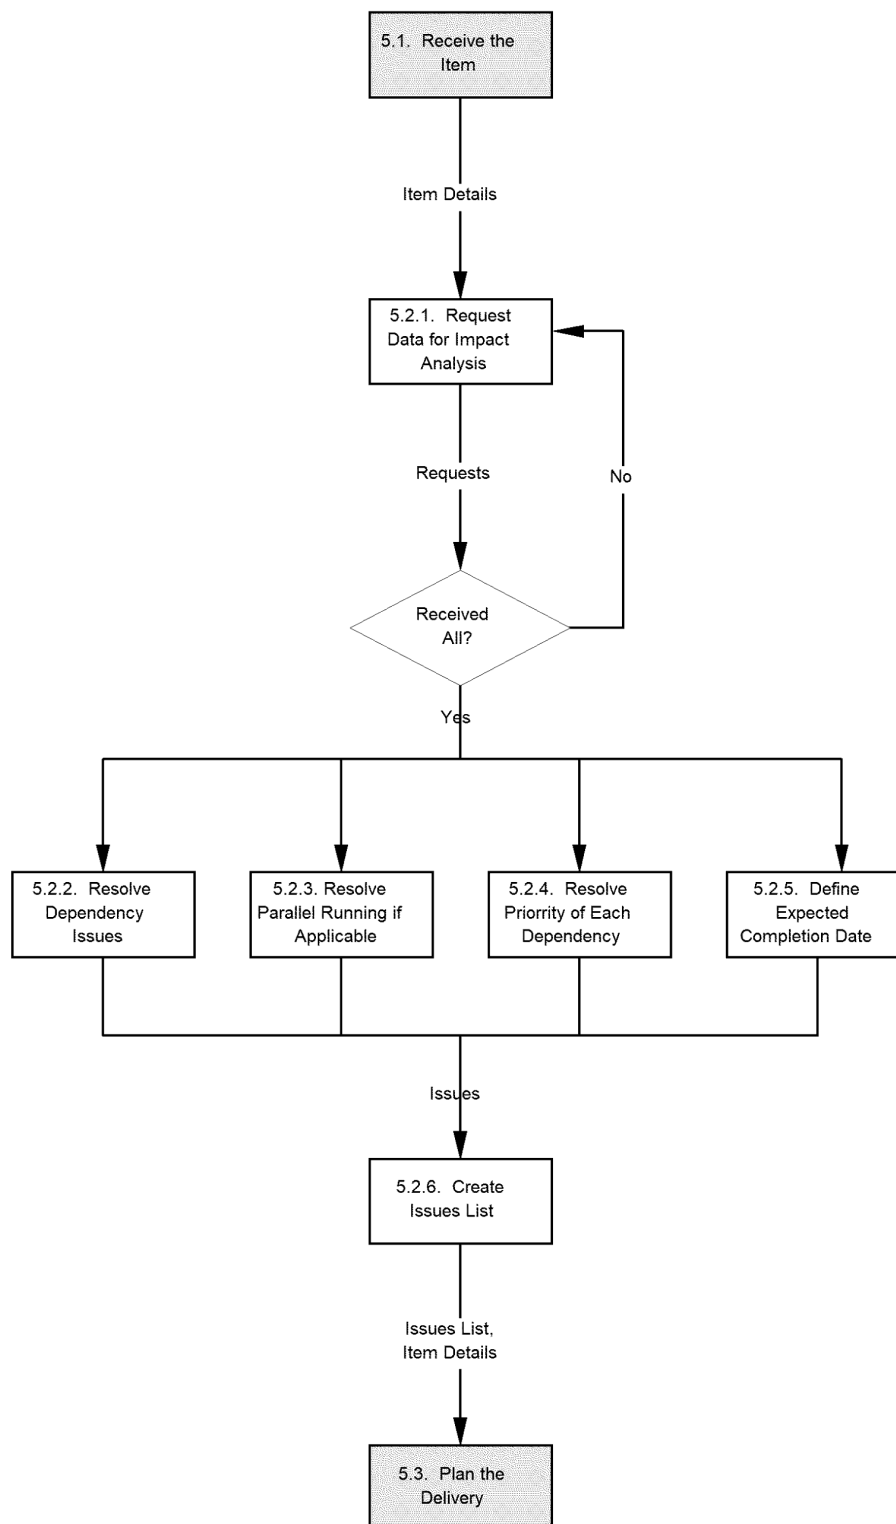 5.1. Receive the
Item
Item Details
5.2.1. Request
Data for Impact
Analysis
Requests
No
Received
All?
Yes
5.2.2. Resolve
Dependency
Issues
5.2.3. Resolve
Parallel Running if
Applicable
5.2.4. Resolve
Priorrity of Each
Dependency
5.2.5. Define
Expected
Completion Date
Issues
5.2.6. Create
Issues List
Issues List,
Item Details
5.3. Plan the
Delivery